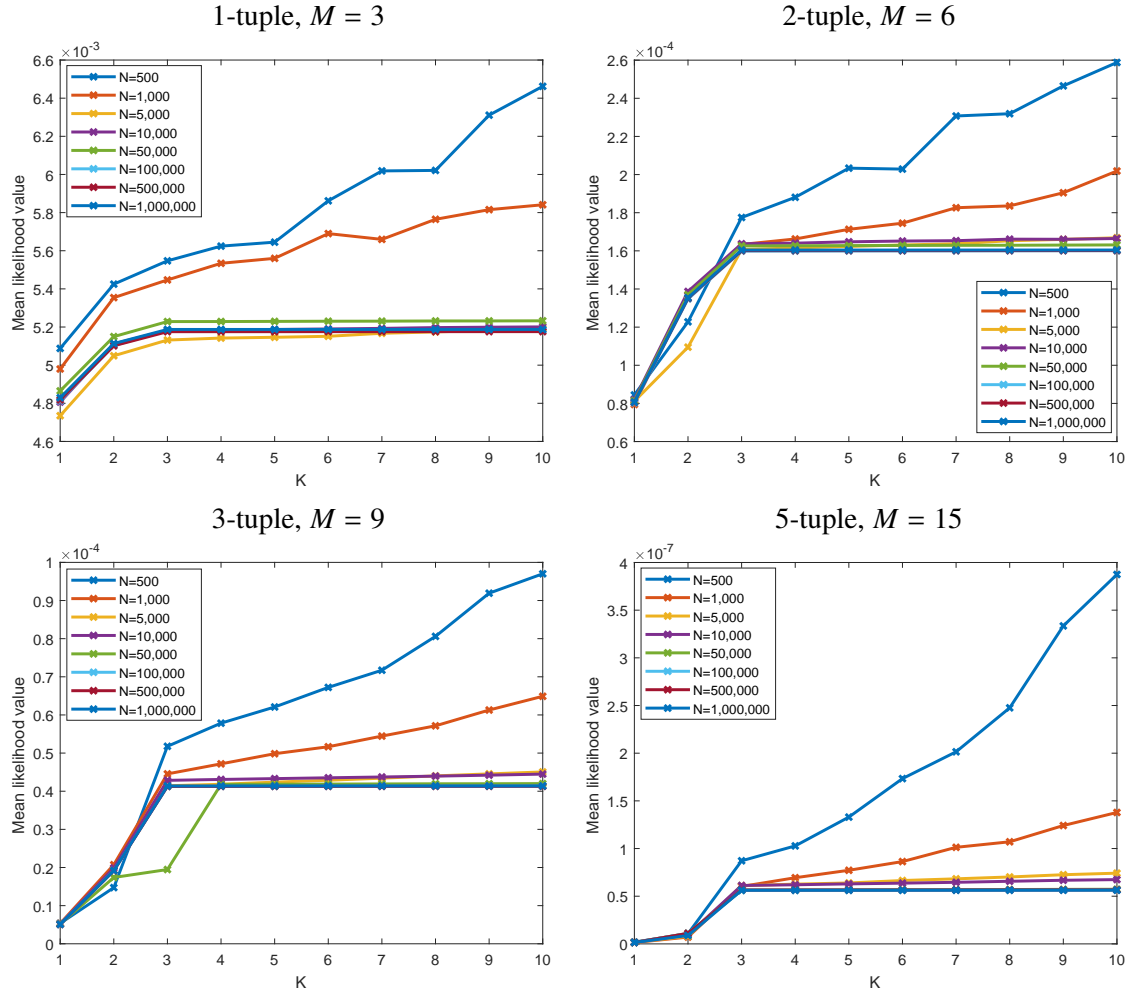 1-tuple, M = 3
×10⁻³
6.6
6.4
6.2
6
5.8
5.6
5.4
5.2
5
4.8
4.6
Mean likelihood value
N=500
N=1,000
N=5,000
N=10,000
N=50,000
N=100,000
N=500,000
N=1,000,000
1 2 3 4 5 6 7 8 9 10
K
2-tuple, M = 6
×10⁻⁴
2.6
2.4
2.2
2
1.8
1.6
1.4
1.2
1
0.8
0.6
Mean likelihood value
N=500
N=1,000
N=5,000
N=10,000
N=50,000
N=100,000
N=500,000
N=1,000,000
1 2 3 4 5 6 7 8 9 10
K
3-tuple, M = 9
×10⁻⁴
1
0.9
0.8
0.7
0.6
0.5
0.4
0.3
0.2
0.1
0
Mean likelihood value
N=500
N=1,000
N=5,000
N=10,000
N=50,000
N=100,000
N=500,000
N=1,000,000
1 2 3 4 5 6 7 8 9 10
K
5-tuple, M = 15
×10⁻⁷
4
3.5
3
2.5
2
1.5
1
0.5
0
Mean likelihood value
N=500
N=1,000
N=5,000
N=10,000
N=50,000
N=100,000
N=500,000
N=1,000,000
1 2 3 4 5 6 7 8 9 10
K